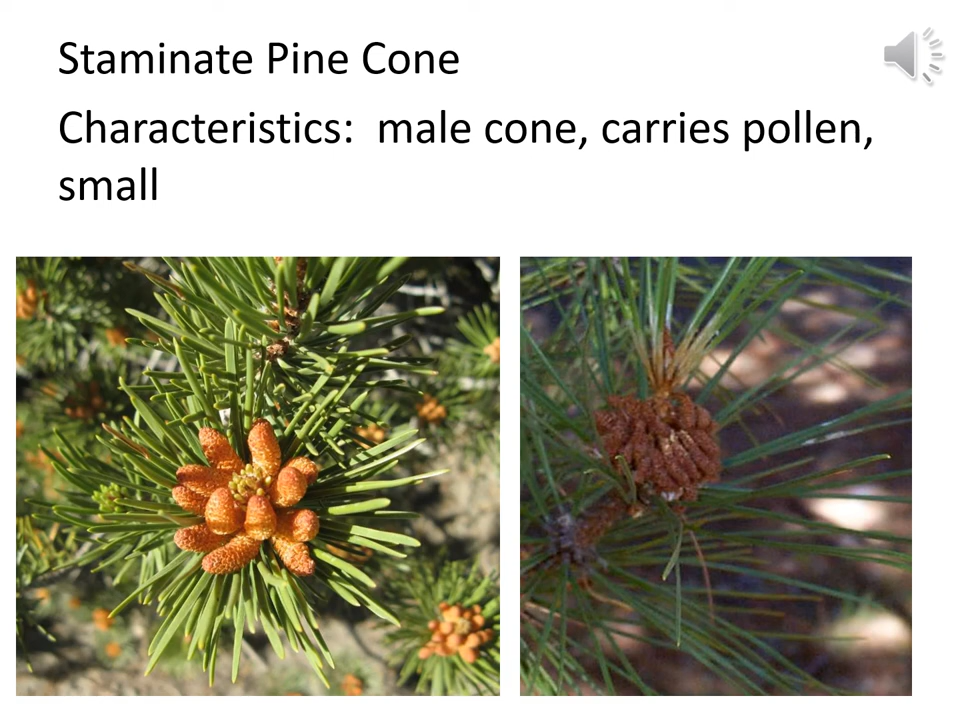 Staminate Pine Cone
Characteristics:  male cone, carries pollen,
small